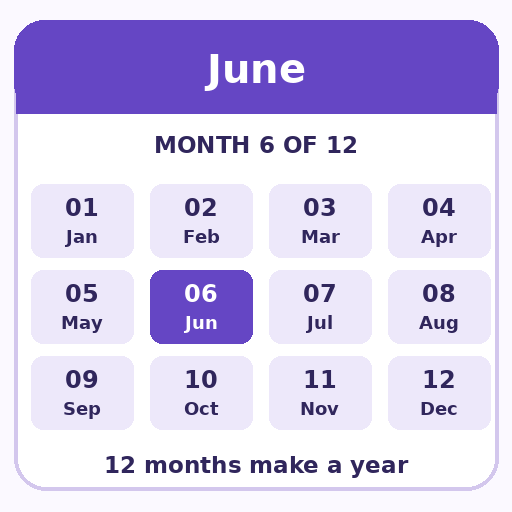 June
MONTH 6 OF 12
01 02 03 04
Jan Feb Mar Apr
05 06 07 08
May Jun Jul Aug
09 10 11 12
Sep Oct Nov Dec
12 months make a year